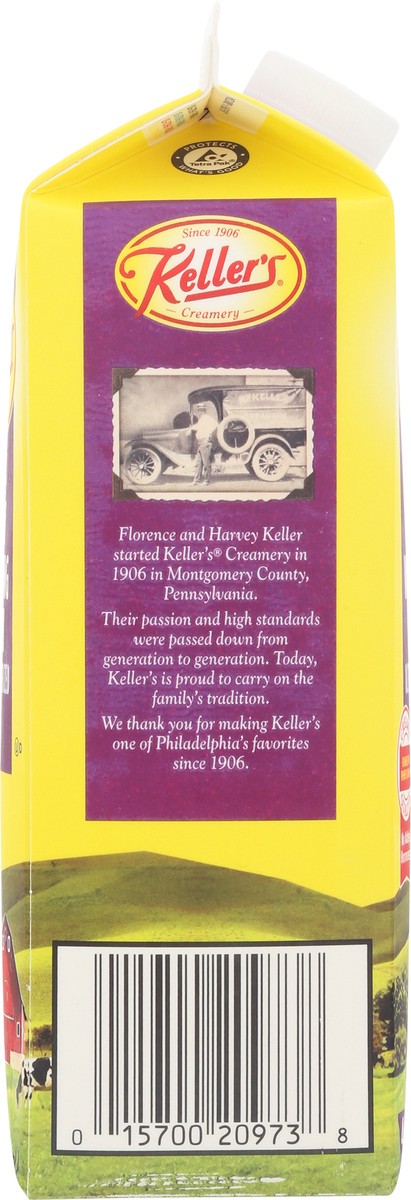 PROTECTS
Tetra Pak®
WHAT'S GOOD
Since 1906
Keller's®
Creamery
KELLER
Florence and Harvey Keller
started Keller's® Creamery in
1906 in Montgomery County,
Pennsylvania.
Their passion and high standards
were passed down from
generation to generation. Today,
Keller's is proud to carry on the
family's tradition.
We thank you for making Keller's
one of Philadelphia's favorites
since 1906.
0 15700 20973 8